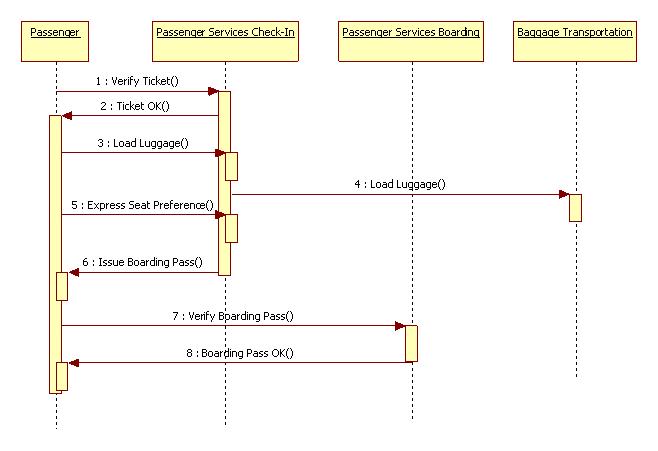 Passenger
Passenger Services Check-In
Passenger Services Boarding
Baggage Transportation
1 : Verify Ticket()
2 : Ticket OK()
3 : Load Luggage()
4 : Load Luggage()
5 : Express Seat Preference()
6 : Issue Boarding Pass()
7 : Verify Boarding Pass()
8 : Boarding Pass OK()